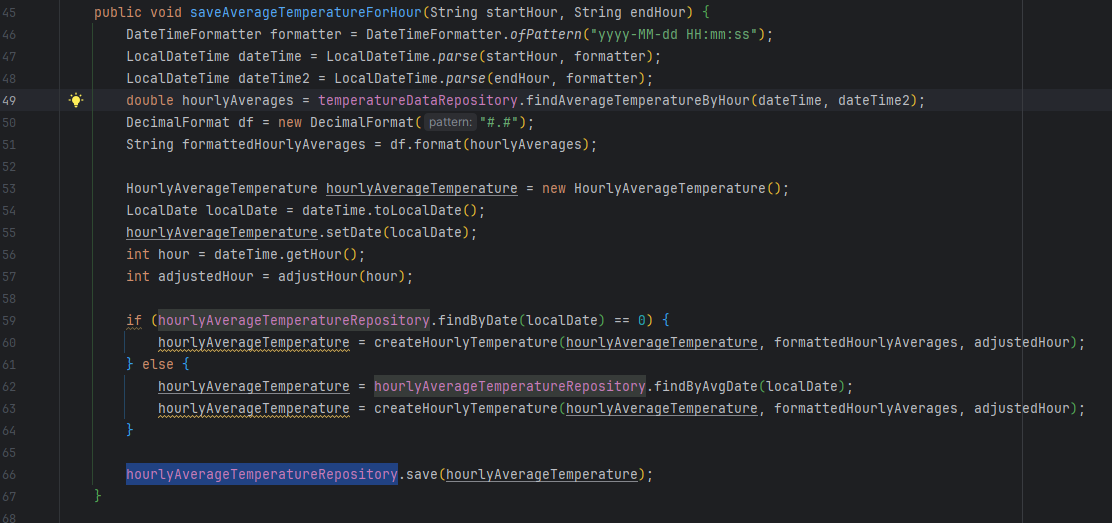 45 public void saveAverageTemperatureForHour(String startHour, String endHour) {
46 DateTimeFormatter formatter = DateTimeFormatter.ofPattern("yyyy-MM-dd HH:mm:ss");
47 LocalDateTime dateTime = LocalDateTime.parse(startHour, formatter);
48 LocalDateTime dateTime2 = LocalDateTime.parse(endHour, formatter);
49 double hourlyAverages = temperatureDataRepository.findAverageTemperatureByHour(dateTime, dateTime2);
50 DecimalFormat df = new DecimalFormat( pattern: "#.#");
51 String formattedHourlyAverages = df.format(hourlyAverages);
52
53 HourlyAverageTemperature hourlyAverageTemperature = new HourlyAverageTemperature();
54 LocalDate localDate = dateTime.toLocalDate();
55 hourlyAverageTemperature.setDate(localDate);
56 int hour = dateTime.getHour();
57 int adjustedHour = adjustHour(hour);
58
59 if (hourlyAverageTemperatureRepository.findByDate(localDate) == 0) {
60 hourlyAverageTemperature = createHourlyTemperature(hourlyAverageTemperature, formattedHourlyAverages, adjustedHour);
61 } else {
62 hourlyAverageTemperature = hourlyAverageTemperatureRepository.findByAvgDate(localDate);
63 hourlyAverageTemperature = createHourlyTemperature(hourlyAverageTemperature, formattedHourlyAverages, adjustedHour);
64 }
65
66 hourlyAverageTemperatureRepository.save(hourlyAverageTemperature);
67 }
68